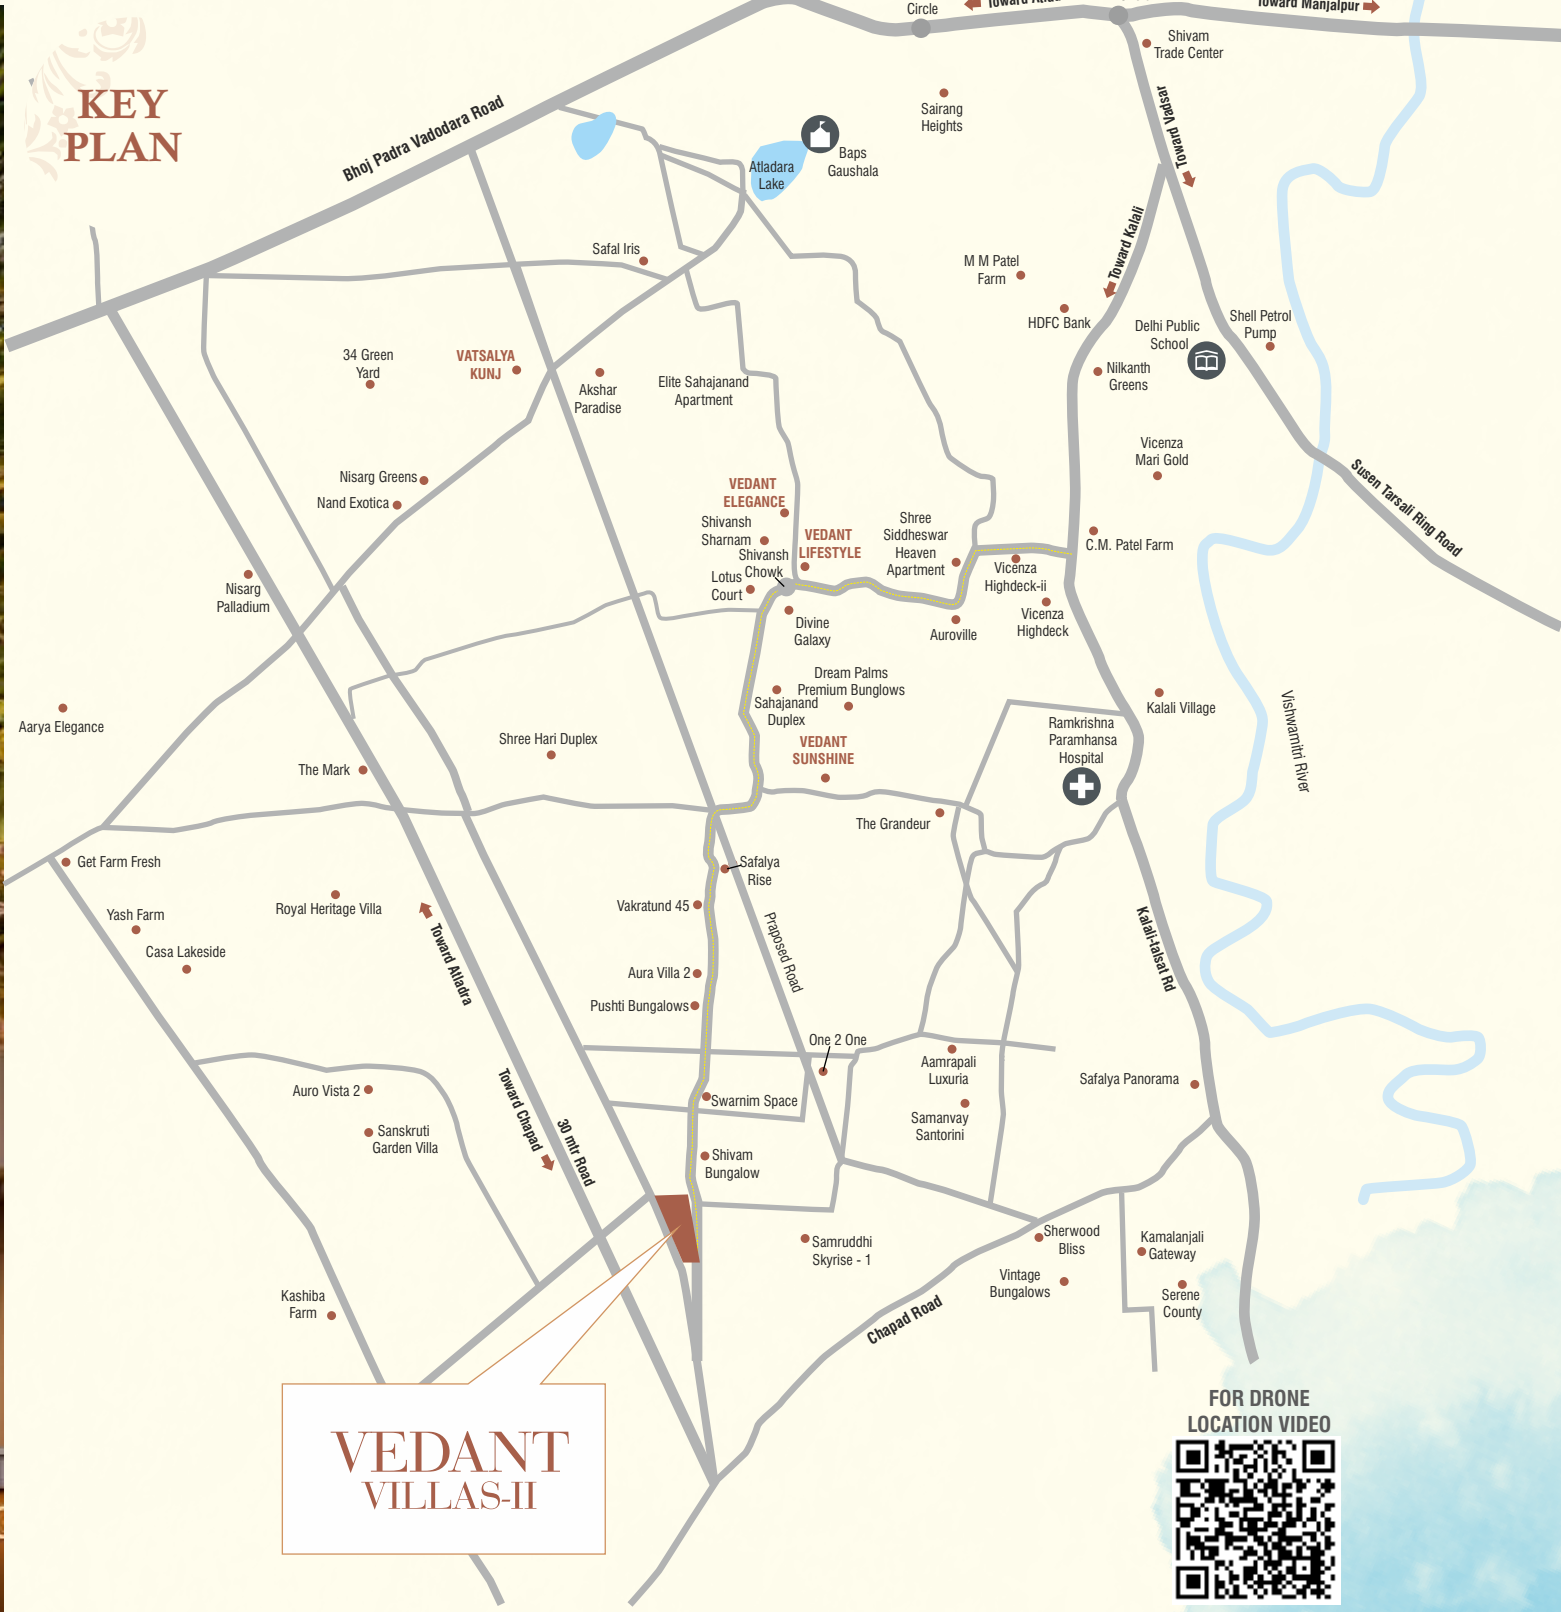 Circle
Toward Manjalpur
KEY
PLAN
Shivam
Trade Center
Bhoj Padra Vadodara Road
Sairang
Heights
Toward Vadsar
Atladara
Lake
Baps
Gaushala
Toward Kalali
Safal Iris
M M Patel
Farm
HDFC Bank
Delhi Public
School
Shell Petrol
Pump
34 Green
Yard
VATSALYA
KUNJ
Akshar
Paradise
Elite Sahajanand
Apartment
Nilkanth
Greens
Vicenza
Mari Gold
Nisarg Greens
Nand Exotica
VEDANT
ELEGANCE
Shivansh
Sharnam
Shivansh
Chowk
VEDANT
LIFESTYLE
Shree
Siddheswar
Heaven
Apartment
C.M. Patel Farm
Susen Tarsali Ring Road
Vicenza
Highdeck-ii
Nisarg
Palladium
Lotus
Court
Divine
Galaxy
Auroville
Vicenza
Highdeck
Dream Palms
Premium Bunglows
Sahajanand
Duplex
Kalali Village
Aarya Elegance
Shree Hari Duplex
VEDANT
SUNSHINE
Ramkrishna
Paramhansa
Hospital
Vishwamitri River
The Mark
The Grandeur
Get Farm Fresh
Safalya
Rise
Royal Heritage Villa
Vakratund 45
Yash Farm
Casa Lakeside
Toward Atladra
Praposed Road
Kalali-talsat Rd
Aura Villa 2
Pushti Bungalows
One 2 One
Aamrapali
Luxuria
Safalya Panorama
Auro Vista 2
Toward Chapad
Swarnim Space
Samanvay
Santorini
Sanskruti
Garden Villa
30 mtr Road
Shivam
Bungalow
Samruddhi
Skyrise - 1
Sherwood
Bliss
Kamalanjali
Gateway
Vintage
Bungalows
Serene
County
Kashiba
Farm
Chapad Road
VEDANT
VILLAS-II
FOR DRONE
LOCATION VIDEO